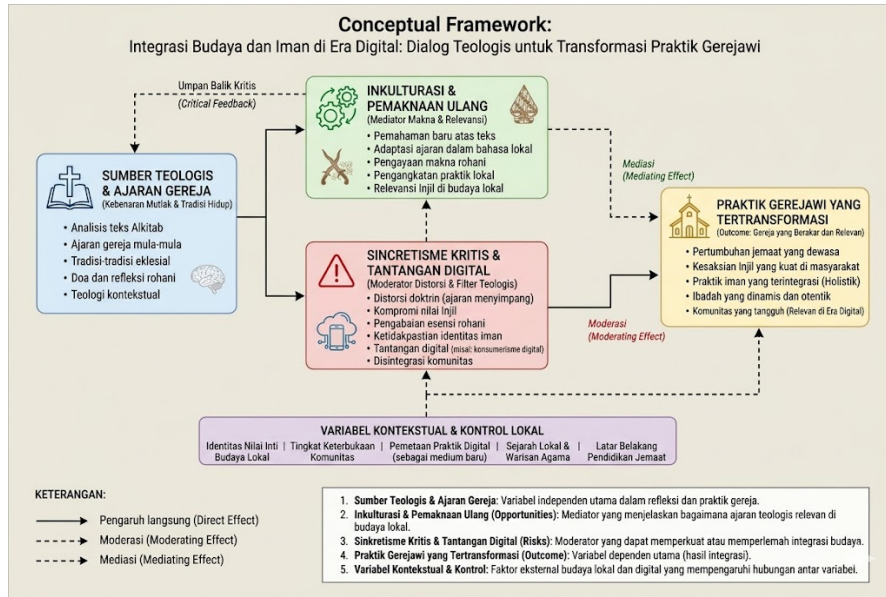 Conceptual Framework:
Integrasi Budaya dan Iman di Era Digital: Dialog Teologis untuk Transformasi Praktik Gerejawi
Umpan Balik Kritis
(Critical Feedback)
INKULTURASI &
PEMAKNAAN ULANG
(Mediator Makna & Relevansi)
• Pemahaman baru atas teks
• Adaptasi ajaran dalam bahasa lokal
• Pengayaan makna rohani
• Pengangkatan praktik lokal
• Relevansi Injil di budaya lokal
SUMBER TEOLOGIS
& AJARAN GEREJA
(Kebenaran Mutlak & Tradisi Hidup)
• Analisis teks Alkitab
• Ajaran gereja mula-mula
• Tradisi-tradisi eklesial
• Doa dan refleksi rohani
• Teologi kontekstual
SINCRETISME KRITIS &
TANTANGAN DIGITAL
(Moderator Distorsi & Filter Teologis)
• Distorsi doktrin (ajaran menyimpang)
• Kompromi nilai Injil
• Pengabaian esensi rohani
• Ketidakpastian identitas iman
• Tantangan digital (misal: konsumerisme digital)
• Disintegrasi komunitas
Mediasi
(Mediating Effect)
Moderasi
(Moderating Effect)
PRAKTIK GEREJAWI YANG
TERTRANSFORMASI
(Outcome: Gereja yang Berakar dan Relevan)
• Pertumbuhan jemaat yang dewasa
• Kesaksian Injil yang kuat di masyarakat
• Praktik iman yang terintegrasi (Holistik)
• Ibadah yang dinamis dan otentik
• Komunitas yang tangguh (Relevan di Era Digital)
VARIABEL KONTEKSTUAL & KONTROL LOKAL
Identitas Nilai Inti | Tingkat Keterbukaan | Pemetaan Praktik Digital | Sejarah Lokal & | Latar Belakang
Budaya Lokal Komunitas (sebagai medium baru) Warisan Agama Pendidikan Jemaat
KETERANGAN:
Pengaruh langsung (Direct Effect)
Moderasi (Moderating Effect)
Mediasi (Mediating Effect)
1. Sumber Teologis & Ajaran Gereja: Variabel independen utama dalam refleksi dan praktik gereja.
2. Inkulturasi & Pemaknaan Ulang (Opportunities): Mediator yang menjelaskan bagaimana ajaran teologis relevan di
budaya lokal.
3. Sinkretisme Kritis & Tantangan Digital (Risks): Moderator yang dapat memperkuat atau memperlemah integrasi budaya.
4. Praktik Gerejawi yang Tertransformasi (Outcome): Variabel dependen utama (hasil integrasi).
5. Variabel Kontekstual & Kontrol: Faktor eksternal budaya lokal dan digital yang mempengaruhi hubungan antar variabel.